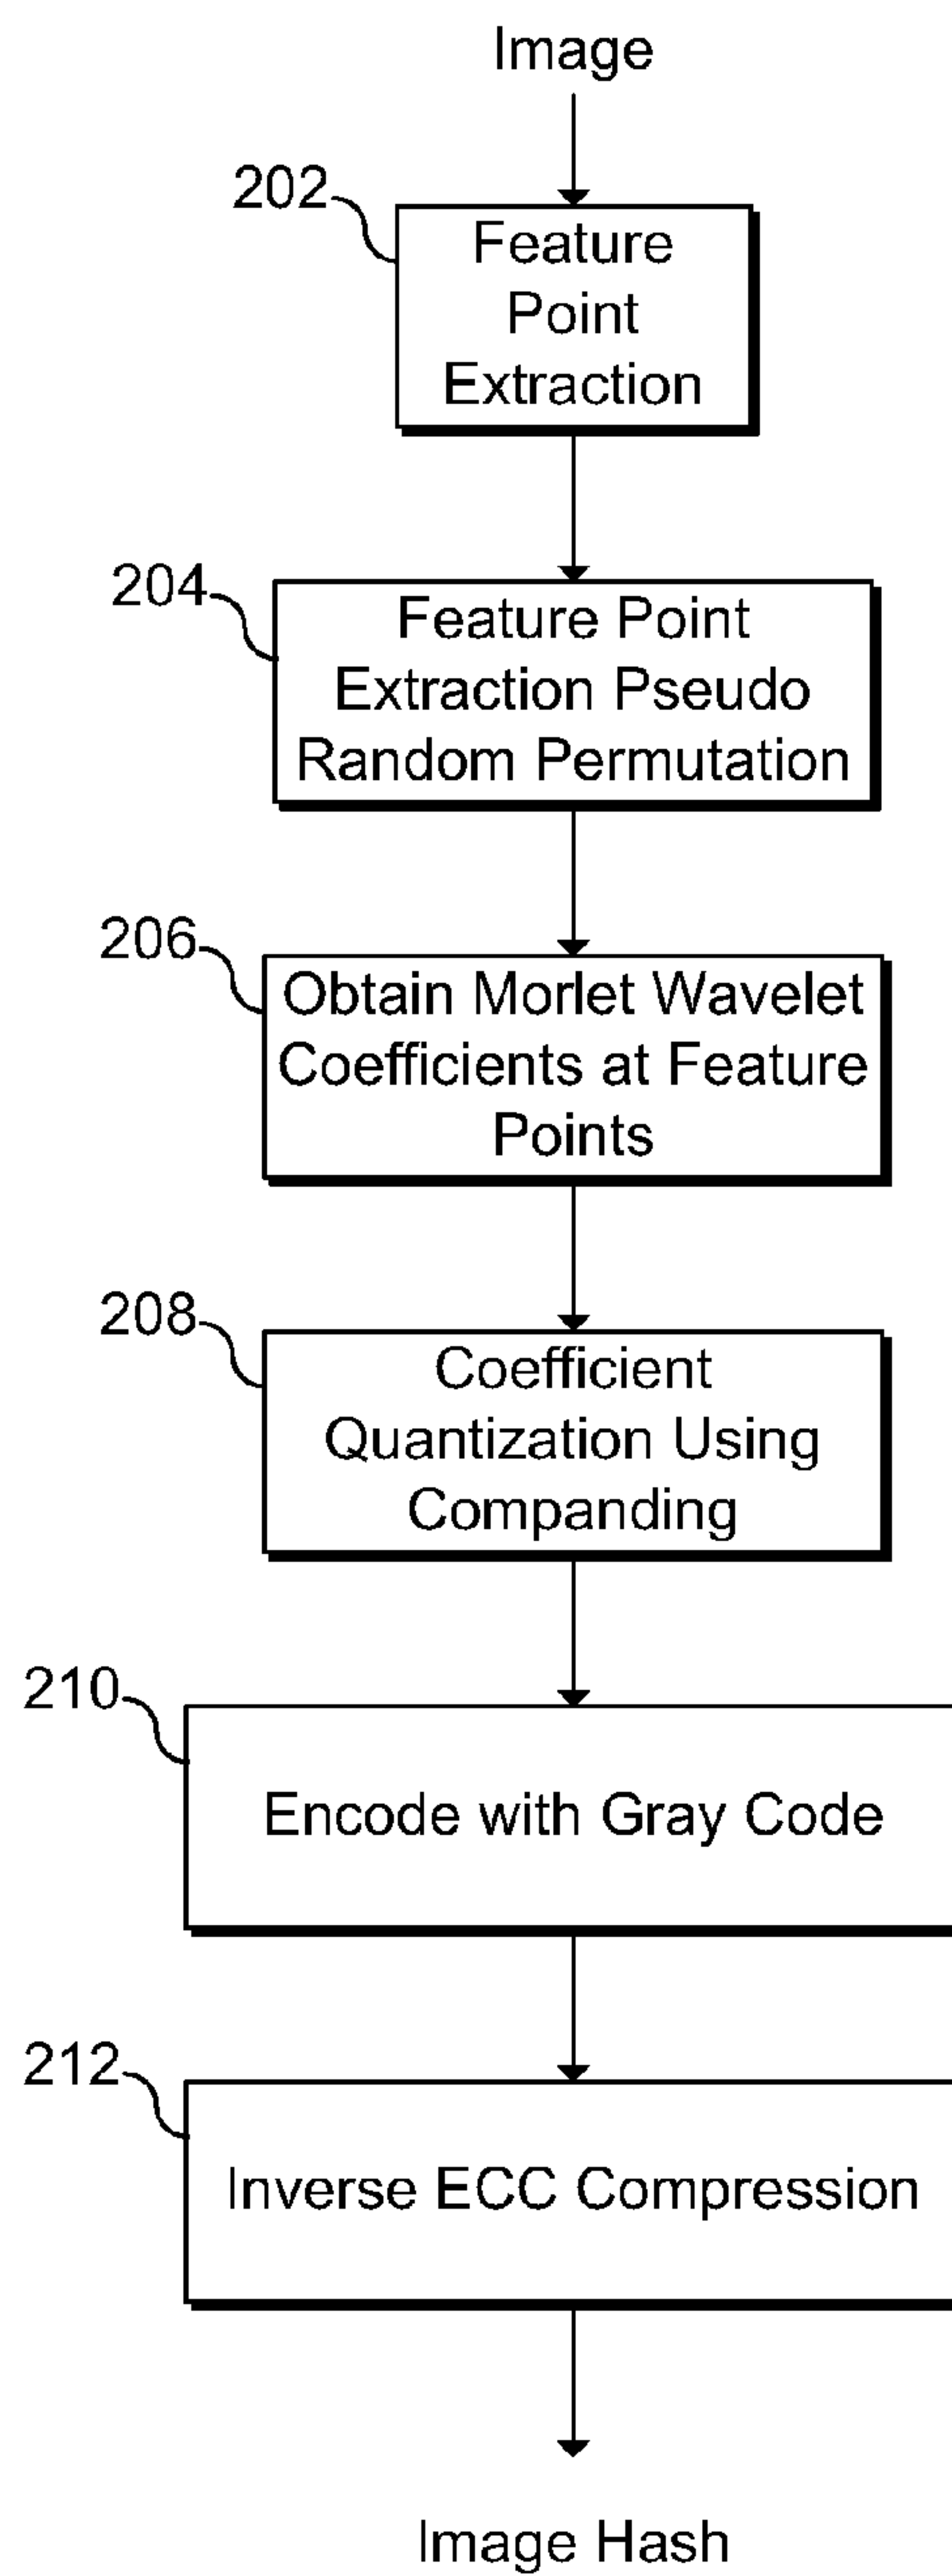 Image
202
Feature
Point
Extraction
204
Feature Point
Extraction Pseudo
Random Permutation
206
Obtain Morlet Wavelet
Coefficients at Feature
Points
208
Coefficient
Quantization Using
Companding
210
Encode with Gray Code
212
Inverse ECC Compression
Image Hash